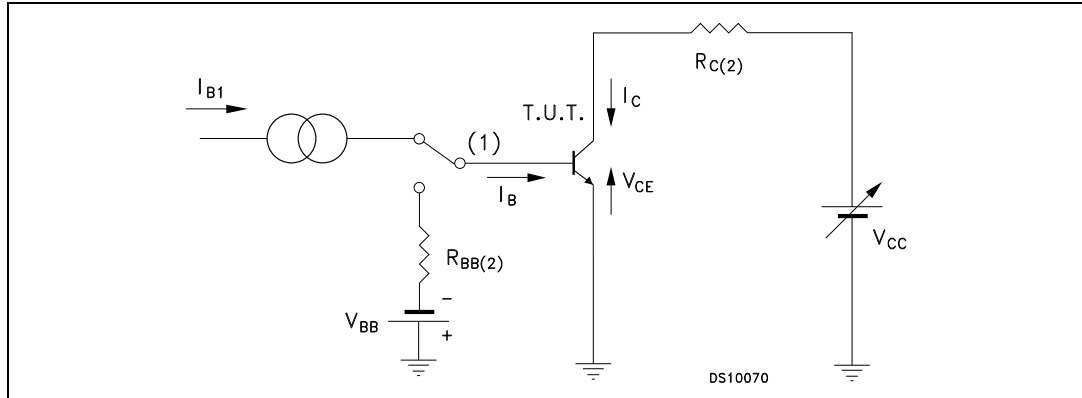 R_C(2)
I_B1
I_C
T.U.T.
(1)
V_CE
I_B
V_CC
R_BB(2)
-
V_BB
+
DS10070